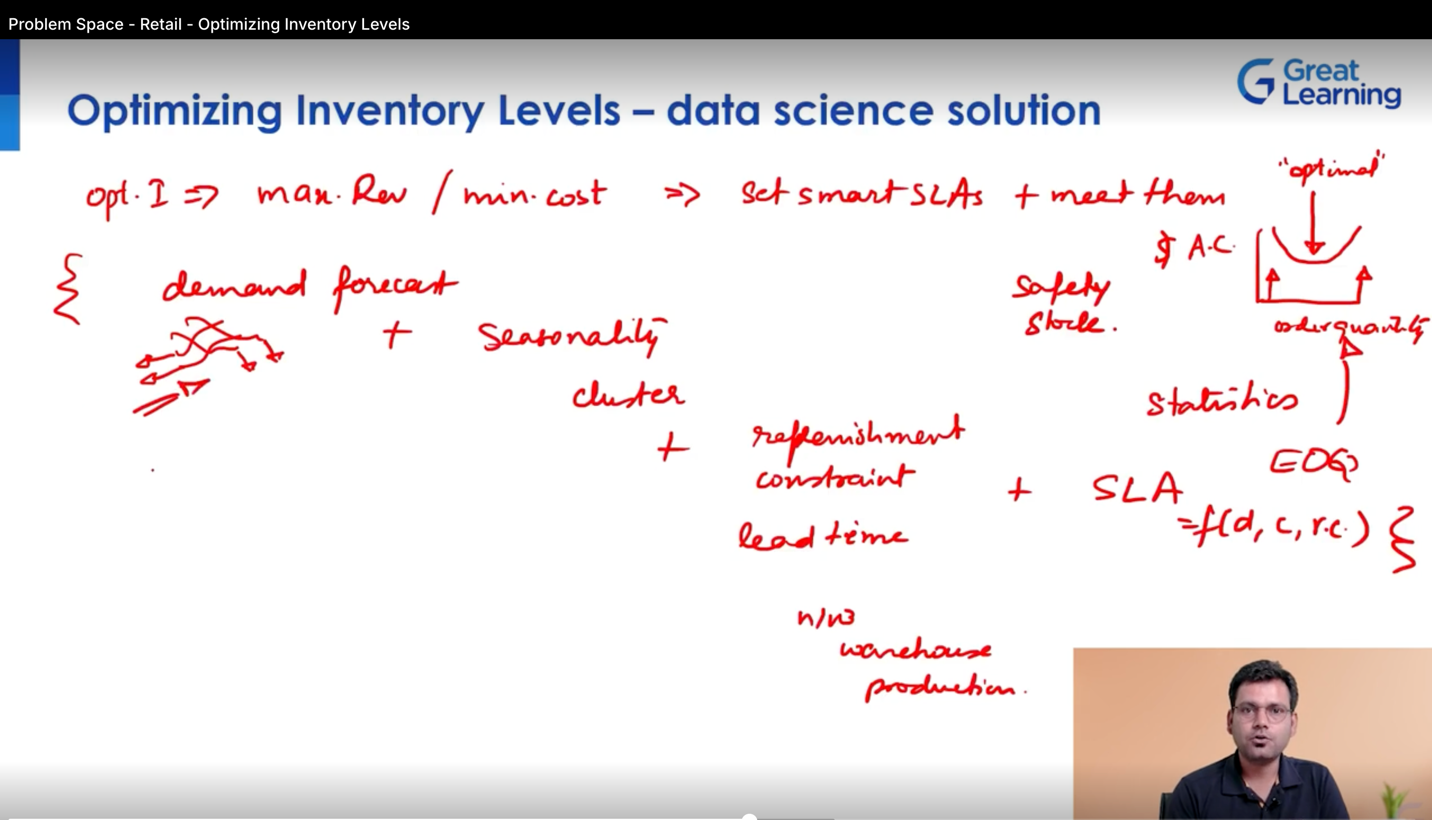 Problem Space - Retail - Optimizing Inventory Levels
Great
Learning
Optimizing Inventory Levels – data science solution
"optimal"
opt. I => max. Rev / min. cost => Set smart SLAs + meet them
$ A.C.
demand forecast
Safety
Stock.
order quantity
+ Seasonality
cluster
Statistics
+ replenishment
constraint
EOQ
+ SLA
=f(d, c, r.c.)
lead time
warehouse
production.